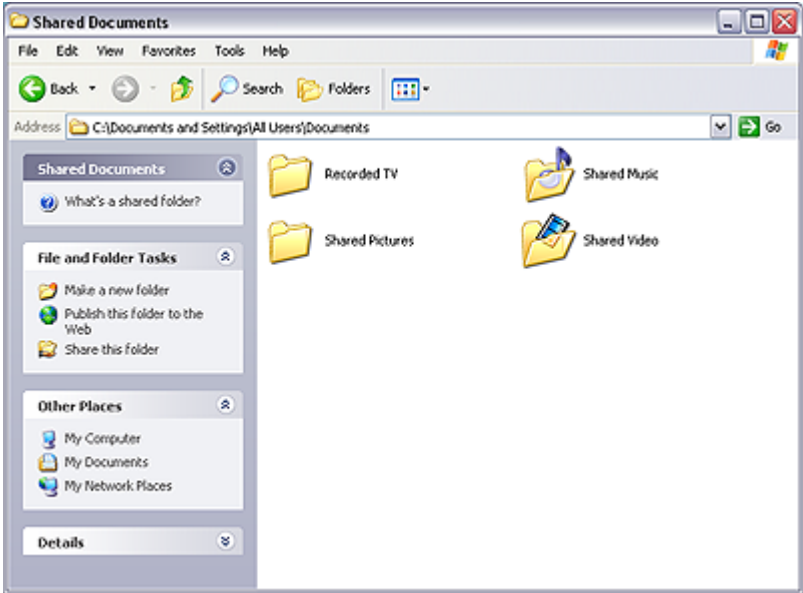 Shared Documents
File Edit View Favorites Tools Help
Back Search Folders
Address C:\Documents and Settings\All Users\Documents Go
Shared Documents
What's a shared folder?
File and Folder Tasks
Make a new folder
Publish this folder to the
Web
Share this folder
Other Places
My Computer
My Documents
My Network Places
Details
Recorded TV Shared Music
Shared Pictures Shared Video